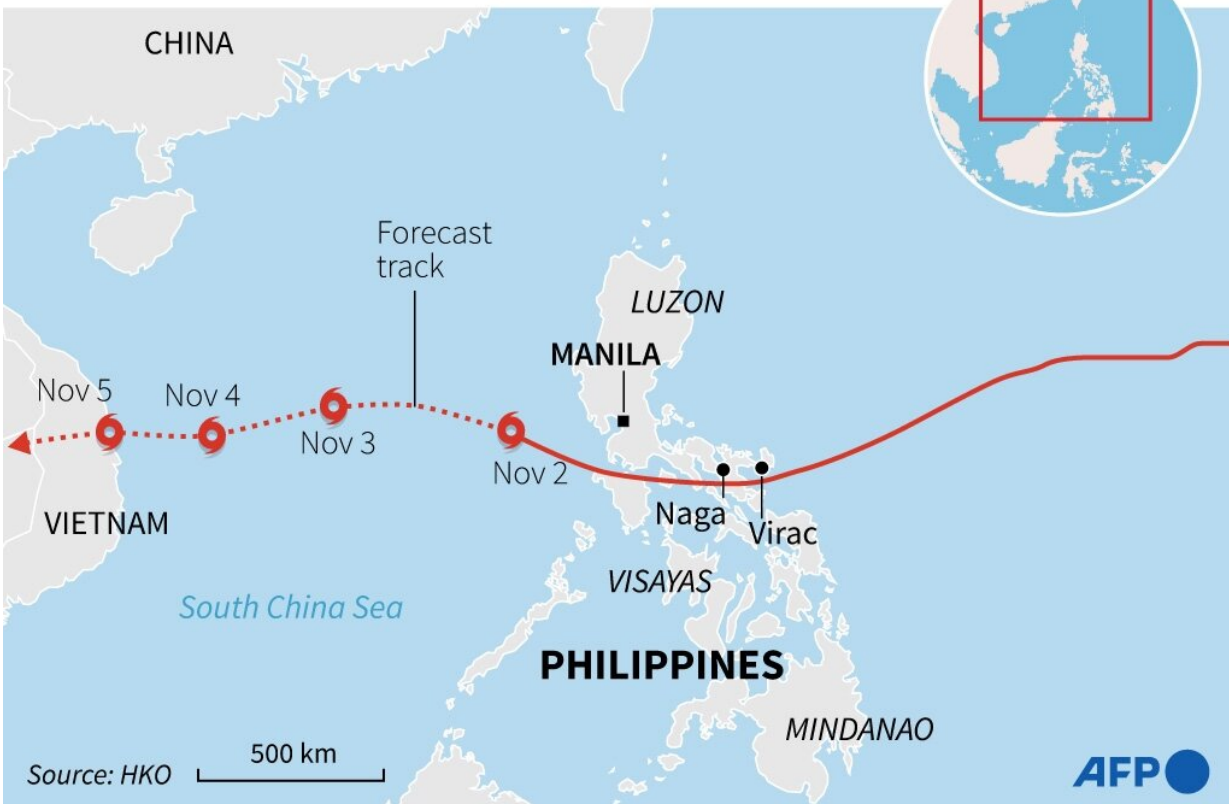 CHINA
Forecast
track
LUZON
MANILA
Nov 5
Nov 4
Nov 3
Nov 2
Naga
Virac
VIETNAM
VISAYAS
South China Sea
PHILIPPINES
MINDANAO
500 km
Source: HKO
AFP